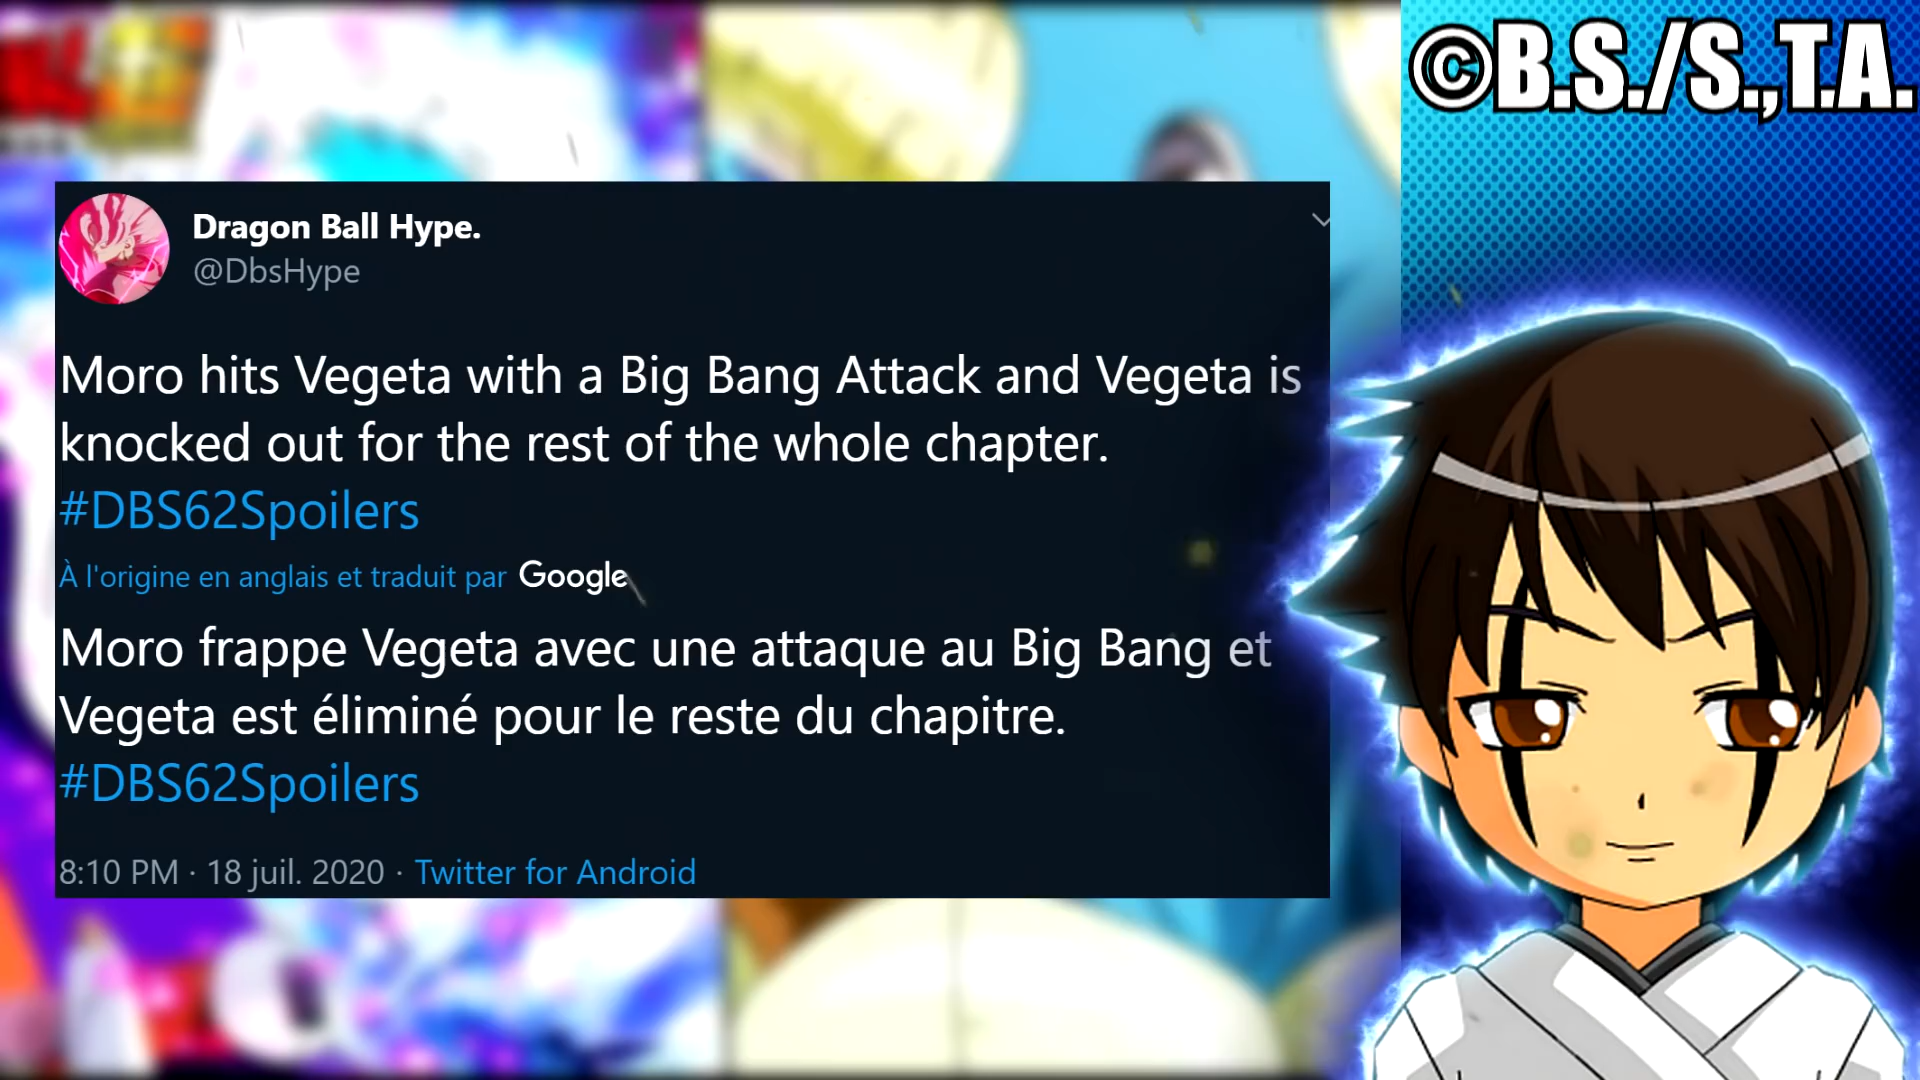 ©B.S./S.,T.A.
Dragon Ball Hype.
@DbsHype
Moro hits Vegeta with a Big Bang Attack and Vegeta is
knocked out for the rest of the whole chapter.
#DBS62Spoilers
À l'origine en anglais et traduit par Google
Moro frappe Vegeta avec une attaque au Big Bang et
Vegeta est éliminé pour le reste du chapitre.
#DBS62Spoilers
8:10 PM · 18 juil. 2020 · Twitter for Android